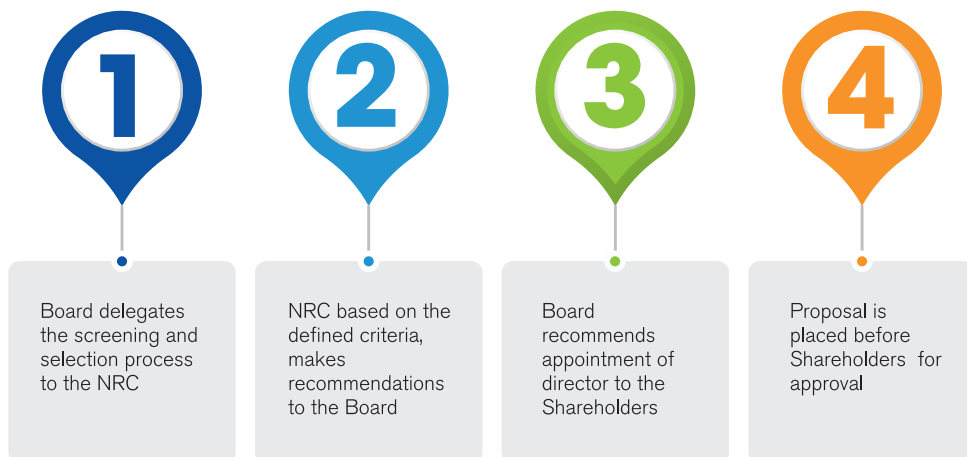 1
Board delegates
the screening and
selection process
to the NRC
2
NRC based on the
defined criteria,
makes
recommendations
to the Board
3
Board
recommends
appointment of
director to the
Shareholders
4
Proposal is
placed before
Shareholders for
approval